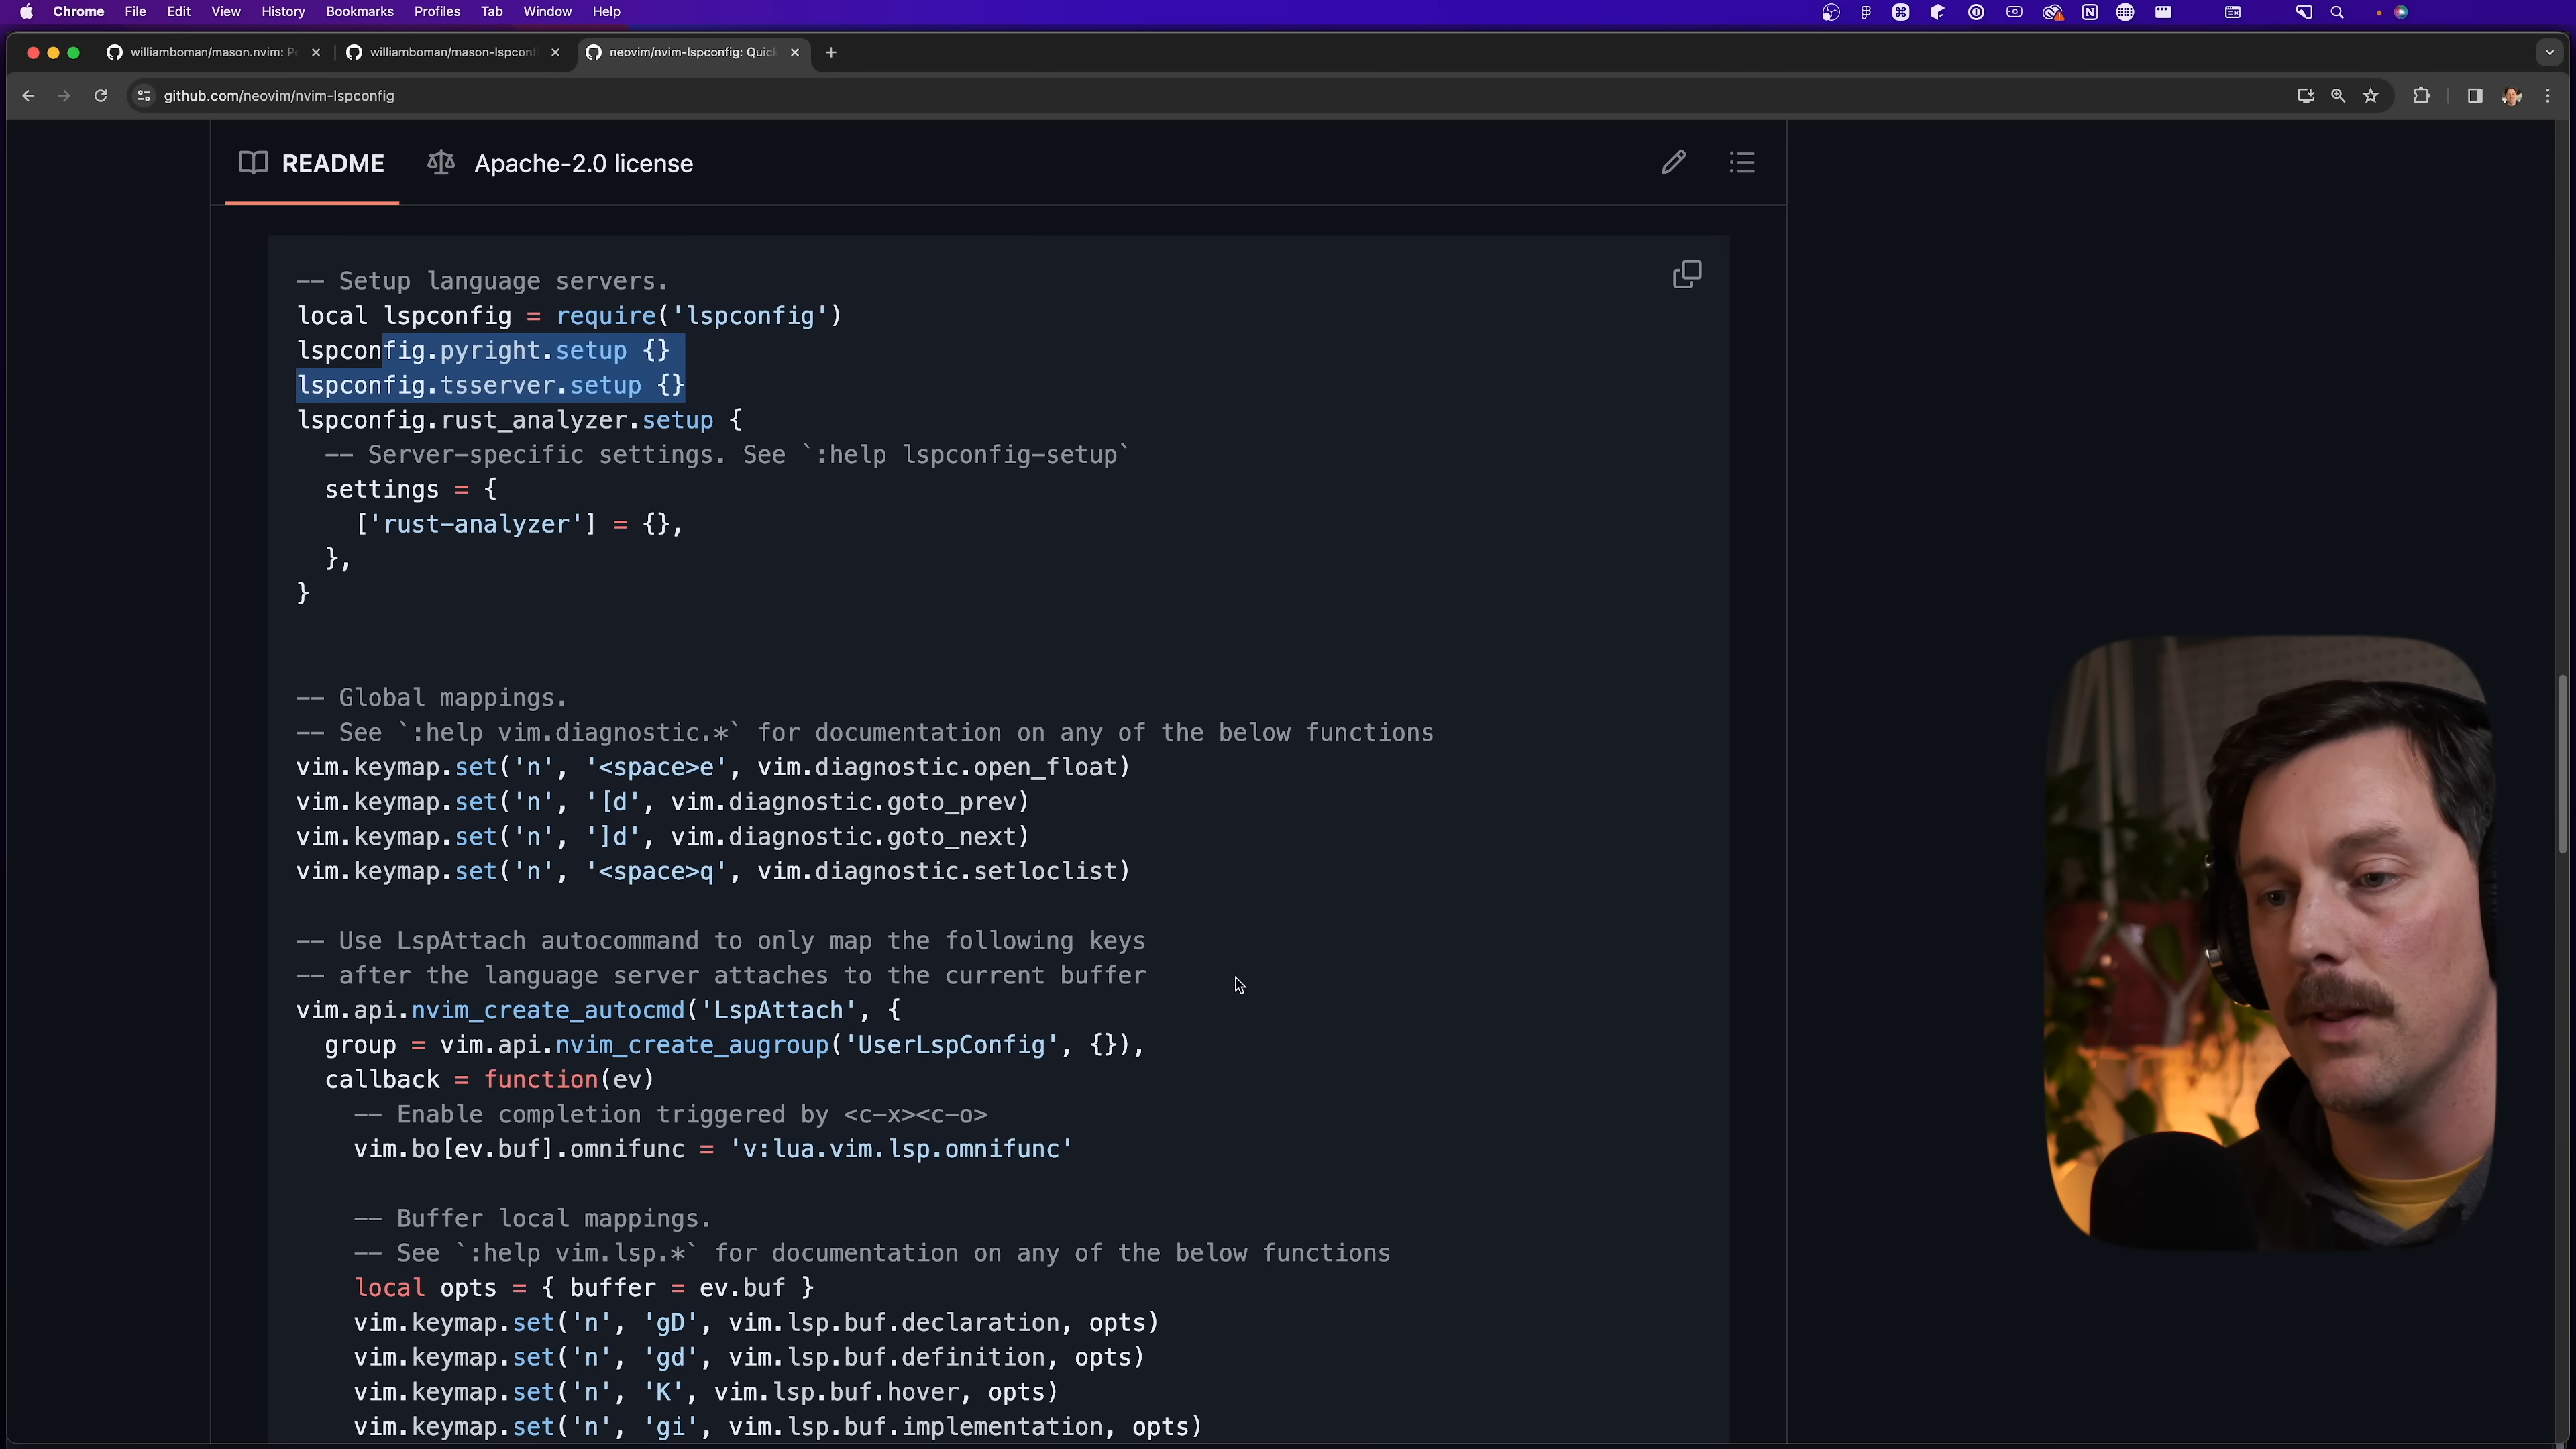 Chrome File Edit View History Bookmarks Profiles Tab Window Help
williamboman/mason.nvim: P
williamboman/mason-lspconf
neovim/nvim-lspconfig: Quick
github.com/neovim/nvim-lspconfig
README
Apache-2.0 license
-- Setup language servers.
local lspconfig = require('lspconfig')
lspconfig.pyright.setup {}
lspconfig.tsserver.setup {}
lspconfig.rust_analyzer.setup {
  -- Server-specific settings. See `:help lspconfig-setup`
  settings = {
    ['rust-analyzer'] = {},
  },
}
-- Global mappings.
-- See `:help vim.diagnostic.*` for documentation on any of the below functions
vim.keymap.set('n', '<space>e', vim.diagnostic.open_float)
vim.keymap.set('n', '[d', vim.diagnostic.goto_prev)
vim.keymap.set('n', ']d', vim.diagnostic.goto_next)
vim.keymap.set('n', '<space>q', vim.diagnostic.setloclist)
-- Use LspAttach autocommand to only map the following keys
-- after the language server attaches to the current buffer
vim.api.nvim_create_autocmd('LspAttach', {
  group = vim.api.nvim_create_augroup('UserLspConfig', {}),
  callback = function(ev)
    -- Enable completion triggered by <c-x><c-o>
    vim.bo[ev.buf].omnifunc = 'v:lua.vim.lsp.omnifunc'
    -- Buffer local mappings.
    -- See `:help vim.lsp.*` for documentation on any of the below functions
    local opts = { buffer = ev.buf }
    vim.keymap.set('n', 'gD', vim.lsp.buf.declaration, opts)
    vim.keymap.set('n', 'gd', vim.lsp.buf.definition, opts)
    vim.keymap.set('n', 'K', vim.lsp.buf.hover, opts)
    vim.keymap.set('n', 'gi', vim.lsp.buf.implementation, opts)